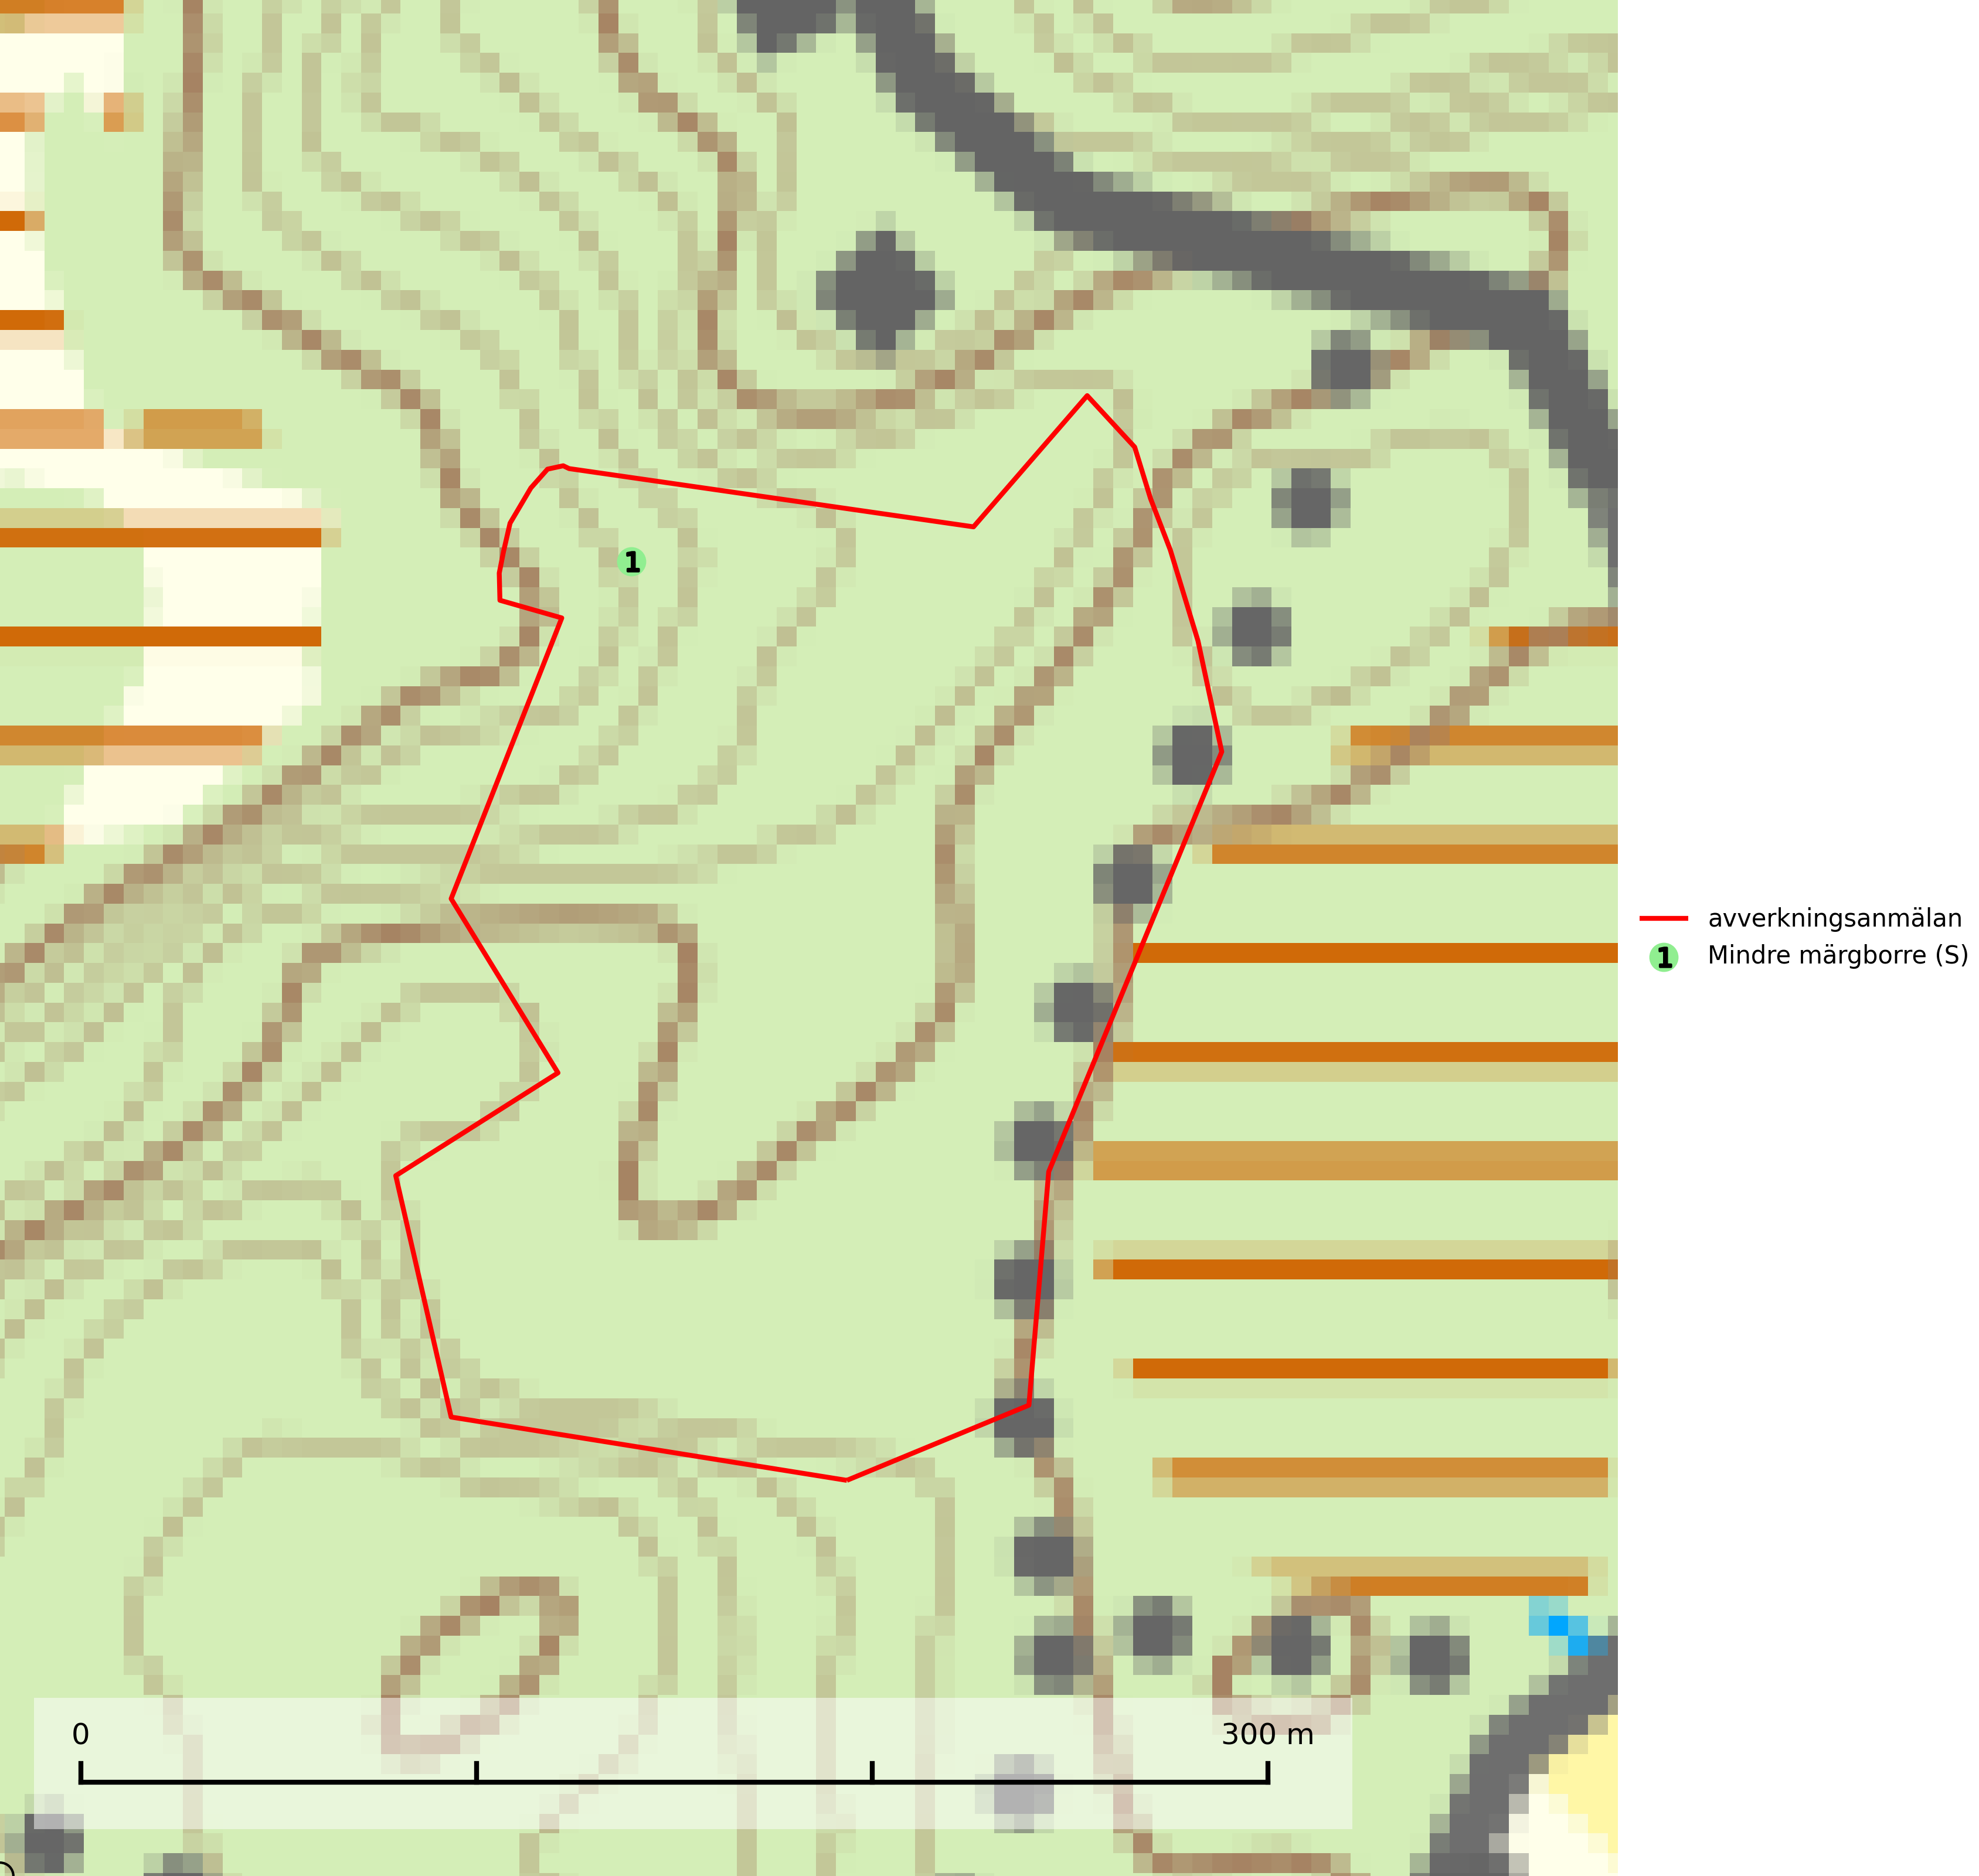 1
avverkningsanmälan
1 Mindre märgborre (S)
0 300 m